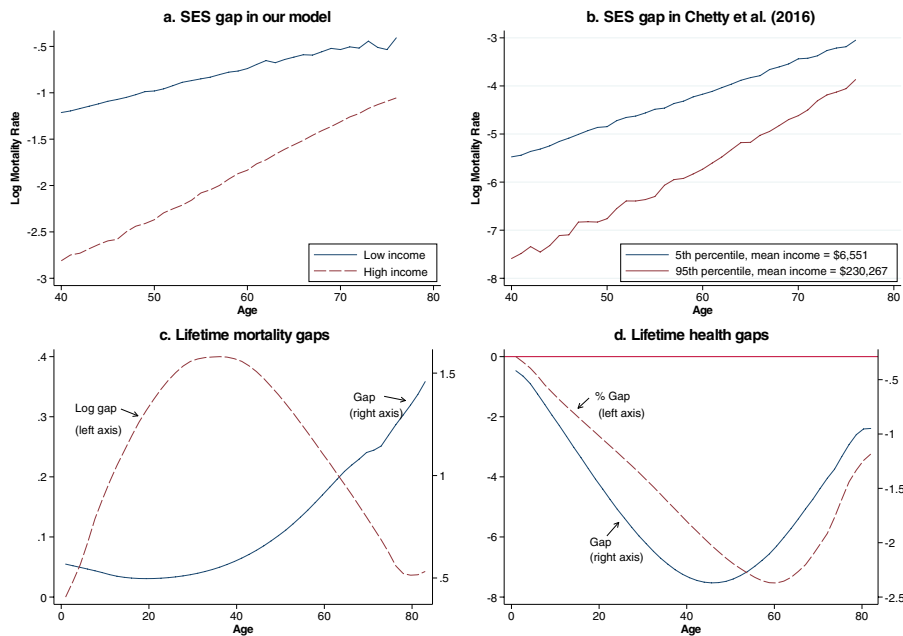 a. SES gap in our model
-.5
-1
-1.5
-2
-2.5
-3
Log Mortality Rate
40 50 60 70 80
Age
Low income
High income
b. SES gap in Chetty et al. (2016)
-3
-4
-5
-6
-7
-8
Log Mortality Rate
40 50 60 70 80
Age
5th percentile, mean income = $6,551
95th percentile, mean income = $230,267
c. Lifetime mortality gaps
.4
.3
.2
.1
0
Log gap
(left axis)
Gap
(right axis)
1.5
1
.5
0 20 40 60 80
Age
d. Lifetime health gaps
0
-2
-4
-6
-8
% Gap
(left axis)
Gap
(right axis)
-.5
-1
-1.5
-2
-2.5
0 20 40 60 80
Age